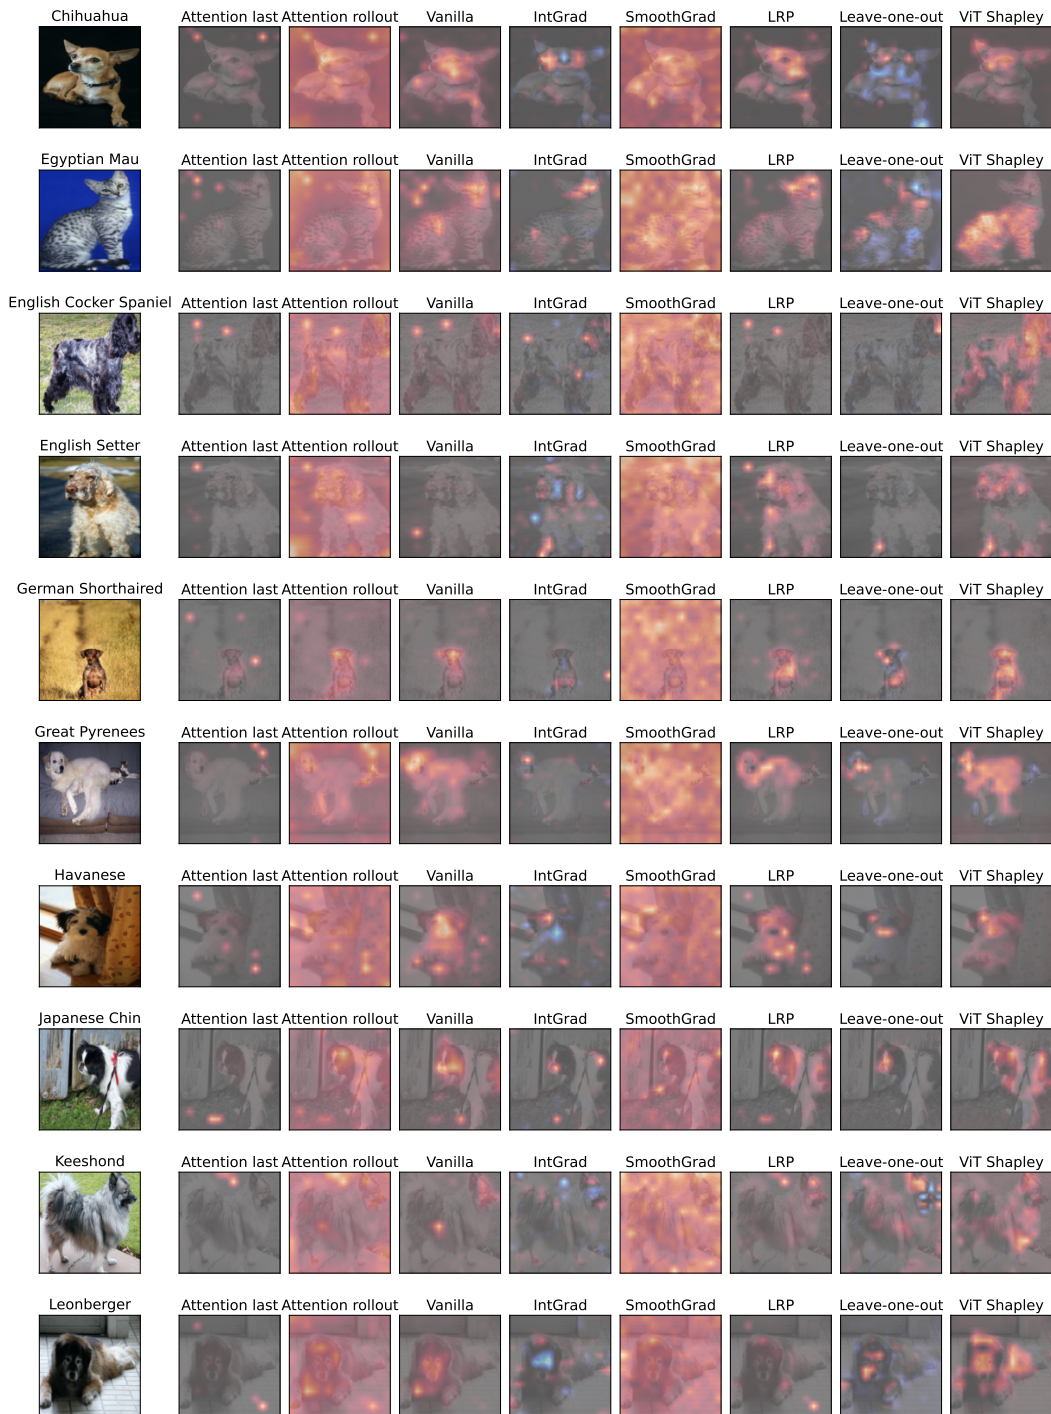 Chihuahua Attention last Attention rollout Vanilla IntGrad SmoothGrad LRP Leave-one-out ViT Shapley
Egyptian Mau Attention last Attention rollout Vanilla IntGrad SmoothGrad LRP Leave-one-out ViT Shapley
English Cocker Spaniel Attention last Attention rollout Vanilla IntGrad SmoothGrad LRP Leave-one-out ViT Shapley
English Setter Attention last Attention rollout Vanilla IntGrad SmoothGrad LRP Leave-one-out ViT Shapley
German Shorthaired Attention last Attention rollout Vanilla IntGrad SmoothGrad LRP Leave-one-out ViT Shapley
Great Pyrenees Attention last Attention rollout Vanilla IntGrad SmoothGrad LRP Leave-one-out ViT Shapley
Havanese Attention last Attention rollout Vanilla IntGrad SmoothGrad LRP Leave-one-out ViT Shapley
Japanese Chin Attention last Attention rollout Vanilla IntGrad SmoothGrad LRP Leave-one-out ViT Shapley
Keeshond Attention last Attention rollout Vanilla IntGrad SmoothGrad LRP Leave-one-out ViT Shapley
Leonberger Attention last Attention rollout Vanilla IntGrad SmoothGrad LRP Leave-one-out ViT Shapley